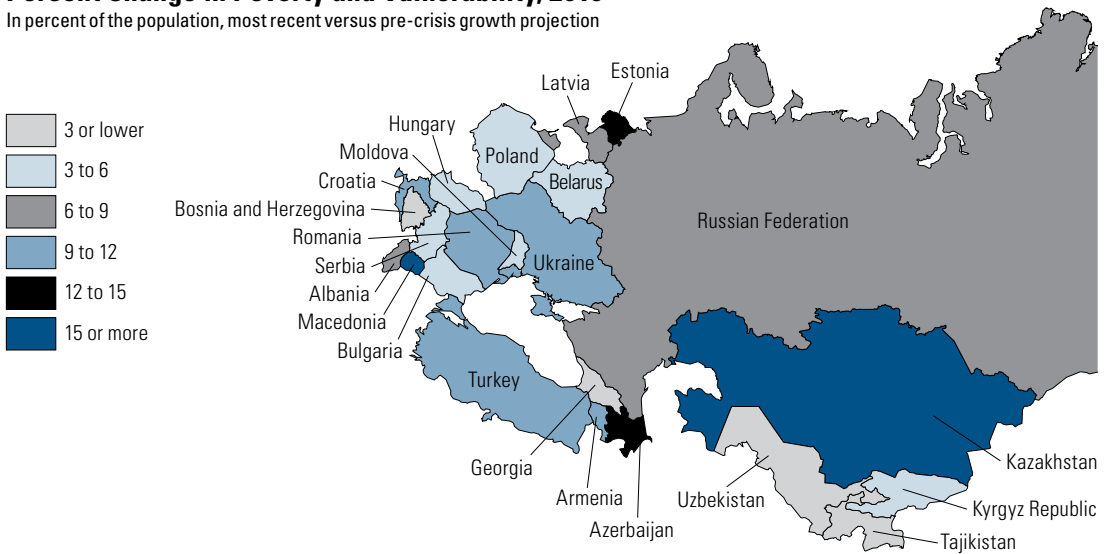 In percent of the population, most recent versus pre-crisis growth projection
3 or lower
3 to 6
6 to 9
9 to 12
12 to 15
15 or more
Latvia
Estonia
Hungary
Moldova
Croatia
Bosnia and Herzegovina
Romania
Serbia
Albania
Macedonia
Bulgaria
Poland
Belarus
Ukraine
Russian Federation
Turkey
Georgia
Armenia
Azerbaijan
Uzbekistan
Kazakhstan
Kyrgyz Republic
Tajikistan